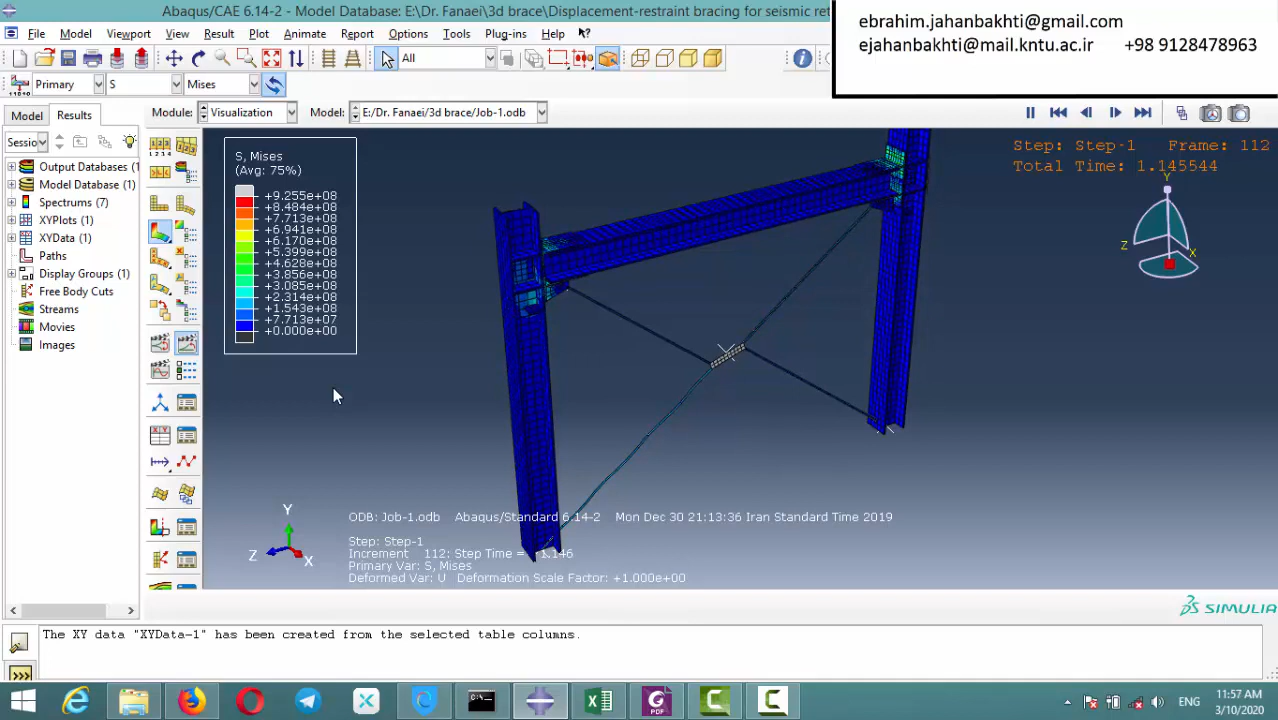 Abaqus/CAE 6.14-2 - Model Database: E:\Dr. Fanaei\3d brace\Displacement-restraint bracing for seismic ret
ebrahim.jahanbakhti@gmail.com
ejahanbakhti@mail.kntu.ac.ir +98 9128478963
File Model Viewport View Result Plot Animate Report Options Tools Plug-ins Help
All
Primary S Mises
Model Results Module: Visualization Model: E:/Dr. Fanaei/3d brace/Job-1.odb
Sessio
Output Databases (1
Model Database (1)
Spectrums (7)
XYPlots (1)
XYData (1)
Paths
Display Groups (1)
Free Body Cuts
Streams
Movies
Images
S, Mises
(Avg: 75%)
+9.255e+08
+8.484e+08
+7.713e+08
+6.941e+08
+6.170e+08
+5.399e+08
+4.628e+08
+3.856e+08
+3.085e+08
+2.314e+08
+1.543e+08
+7.713e+07
+0.000e+00
Step: Step-1 Frame: 112
Total Time: 1.145544
Y
Z
X
Y
Z
X
ODB: Job-1.odb Abaqus/Standard 6.14-2 Mon Dec 30 21:13:36 Iran Standard Time 2019
Step: Step-1
Increment 112: Step Time = 1.146
Primary Var: S, Mises
Deformed Var: U Deformation Scale Factor: +1.000e+00
SIMULIA
The XY data "XYData-1" has been created from the selected table columns.
>>>
PDF
ENG
11:57 AM
3/10/2020